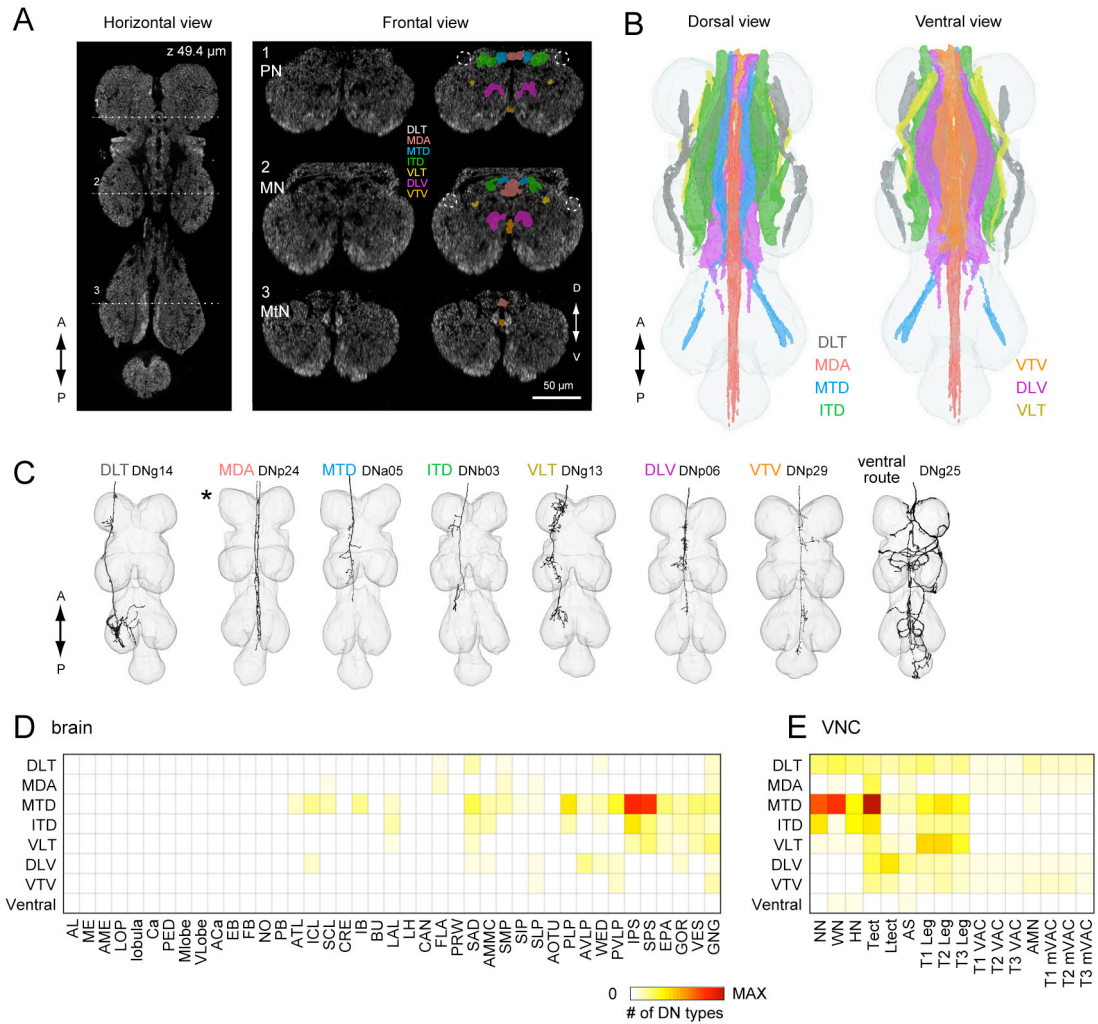 A
Horizontal view
Frontal view
z 49.4 µm
1
2
3
A
P
1
PN
2
MN
3
MtN
DLT
MDA
MTD
ITD
VLT
DLV
VTV
D
V
50 µm
B
Dorsal view
Ventral view
A
P
DLT
MDA
MTD
ITD
VTV
DLV
VLT
C
DLT DNg14
MDA DNp24
MTD DNa05
ITD DNb03
VLT DNg13
DLV DNp06
VTV DNp29
ventral
route
DNg25
*
A
P
D brain
DLT
MDA
MTD
ITD
VLT
DLV
VTV
Ventral
AL
ME
AME
LOP
lobula
Ca
PED
Mlobe
VLobe
ACa
EB
FB
NO
PB
ATL
ICL
SCL
CRE
IB
BU
LAL
LH
CAN
FLA
PRW
SAD
AMMC
SMP
SIP
SLP
AOTU
PLP
AVLP
WED
PVLP
IPS
SPS
EPA
GOR
VES
GNG
0
MAX
# of DN types
E VNC
DLT
MDA
MTD
ITD
VLT
DLV
VTV
Ventral
NN
WN
HN
Tect
Ltect
AS
T1 Leg
T2 Leg
T3 Leg
T1 VAC
T2 VAC
T3 VAC
AMN
T1 mVAC
T2 mVAC
T3 mVAC